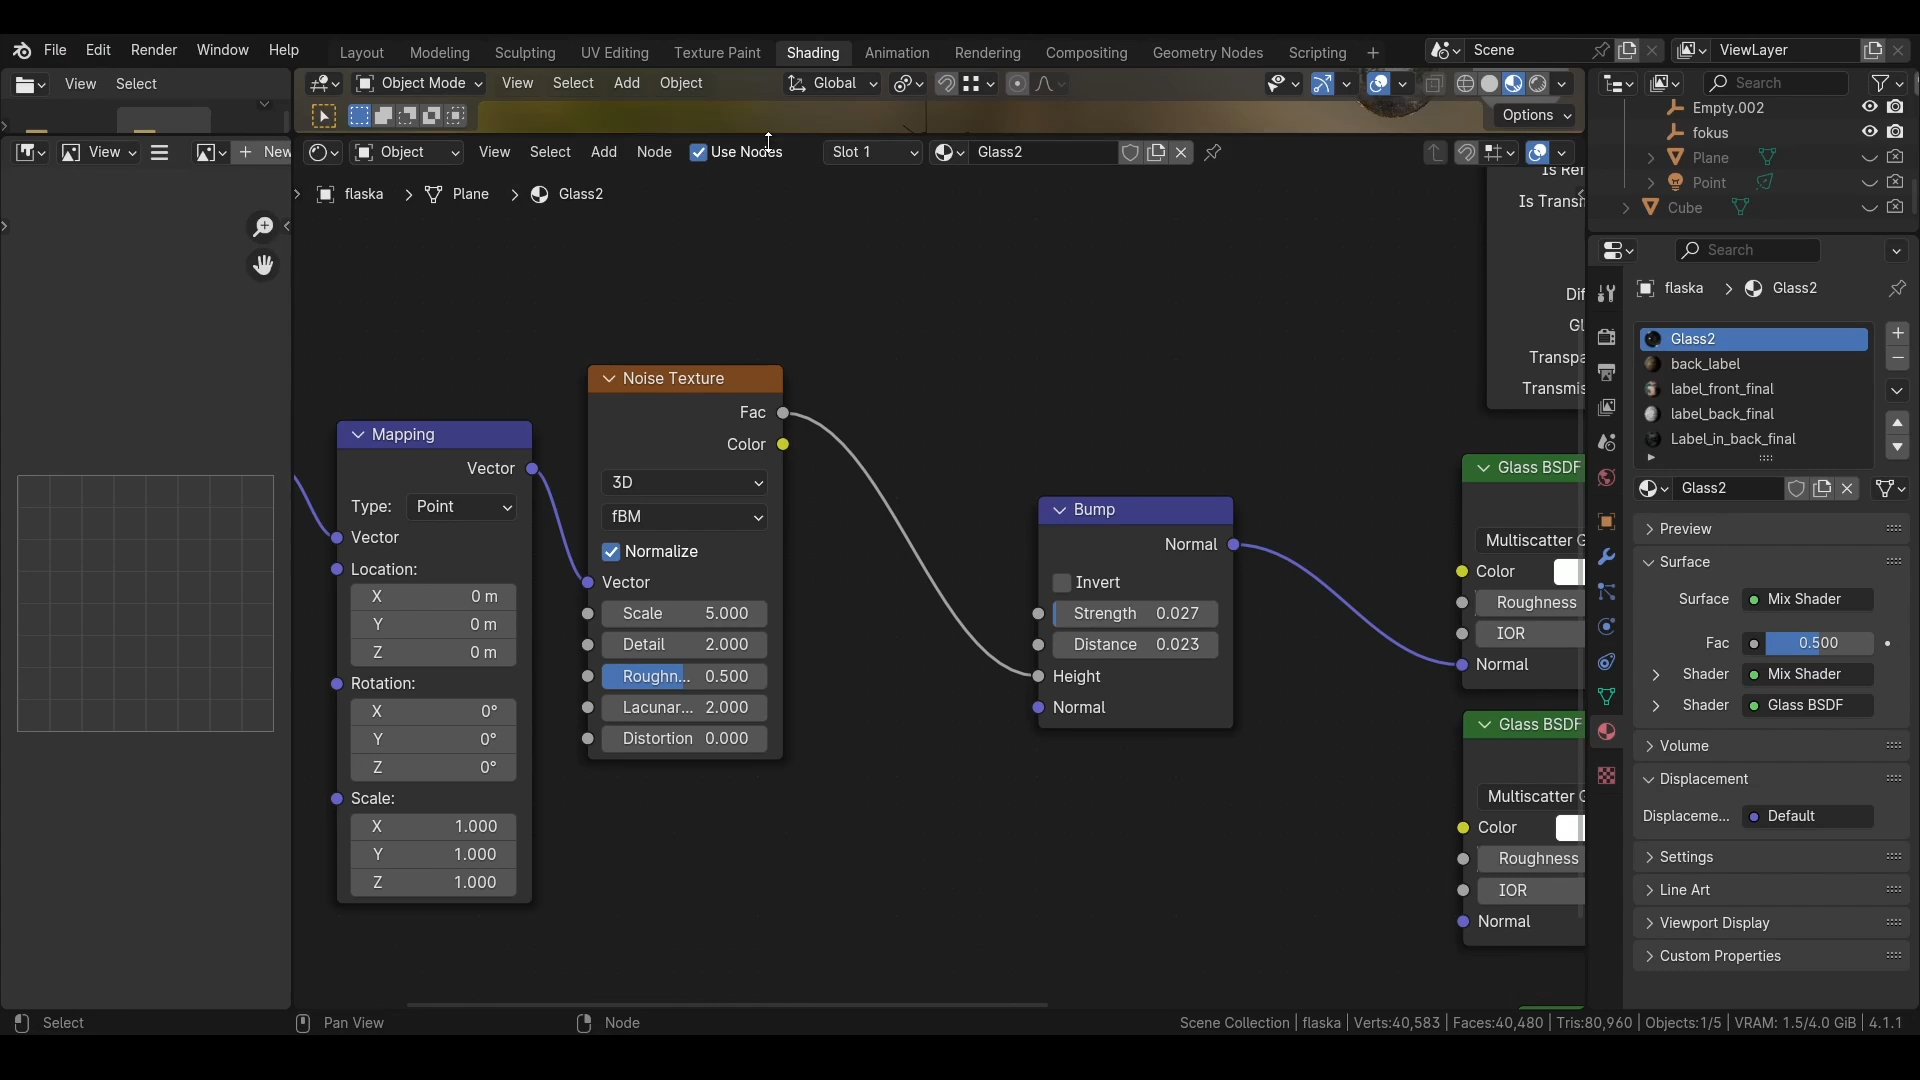 File Edit Render Window Help Layout Modeling Sculpting UV Editing Texture Paint Shading Animation Rendering Compositing Geometry Nodes Scripting + Scene ViewLayer
View Select Object Mode View Select Add Object Global Search
Options
Empty.002
fokus
Plane
Point
Cube
View + New Object View Select Add Node Use Nodes Slot 1 Glass2
flaska > Plane > Glass2
Is Transm
Dif
Gl
Transpa
Transmis
Noise Texture
Fac
Color
3D
fBM
Normalize
Vector
Scale 5.000
Detail 2.000
Roughn... 0.500
Lacunar... 2.000
Distortion 0.000
Mapping
Vector
Type: Point
Vector
Location:
X 0 m
Y 0 m
Z 0 m
Rotation:
X 0°
Y 0°
Z 0°
Scale:
X 1.000
Y 1.000
Z 1.000
Bump
Normal
Invert
Strength 0.027
Distance 0.023
Height
Normal
Glass BSDF
Multiscatter G
Color
Roughness
IOR
Normal
Glass BSDF
Multiscatter G
Color
Roughness
IOR
Normal
Search
flaska > Glass2
Glass2
back_label
label_front_final
label_back_final
Label_in_back_final
Glass2
Preview
Surface
Surface Mix Shader
Fac 0.500
Shader Mix Shader
Shader Glass BSDF
Volume
Displacement
Displaceme... Default
Settings
Line Art
Viewport Display
Custom Properties
Select Pan View Node Scene Collection | flaska | Verts:40,583 | Faces:40,480 | Tris:80,960 | Objects:1/5 | VRAM: 1.5/4.0 GiB | 4.1.1